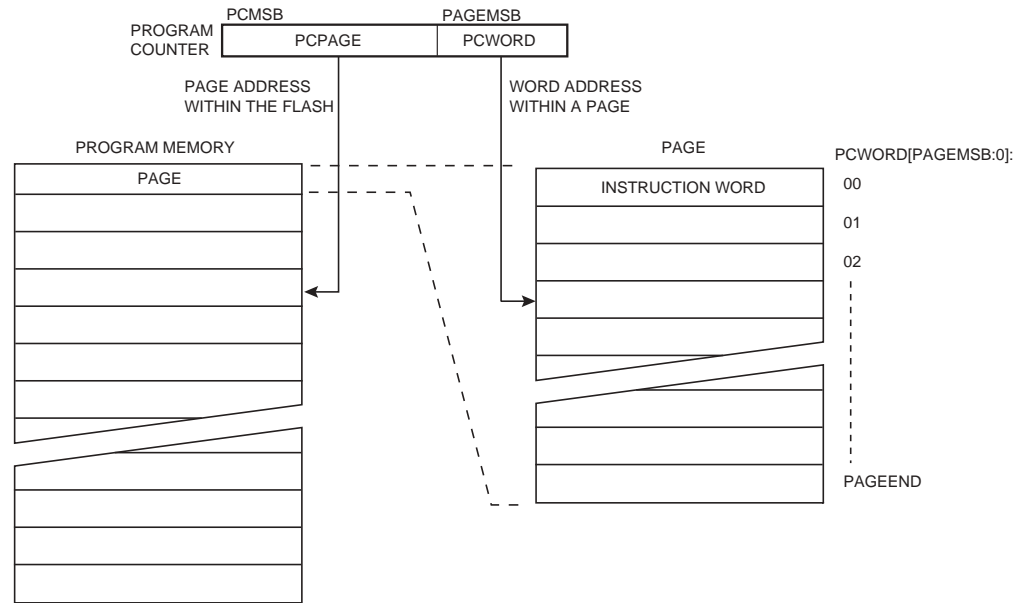 PCMSB
PAGEMSB
PROGRAM
COUNTER
PCPAGE
PCWORD
PAGE ADDRESS
WITHIN THE FLASH
WORD ADDRESS
WITHIN A PAGE
PROGRAM MEMORY
PAGE
PAGE
PCWORD[PAGEMSB:0]:
INSTRUCTION WORD
00
01
02
PAGEEND